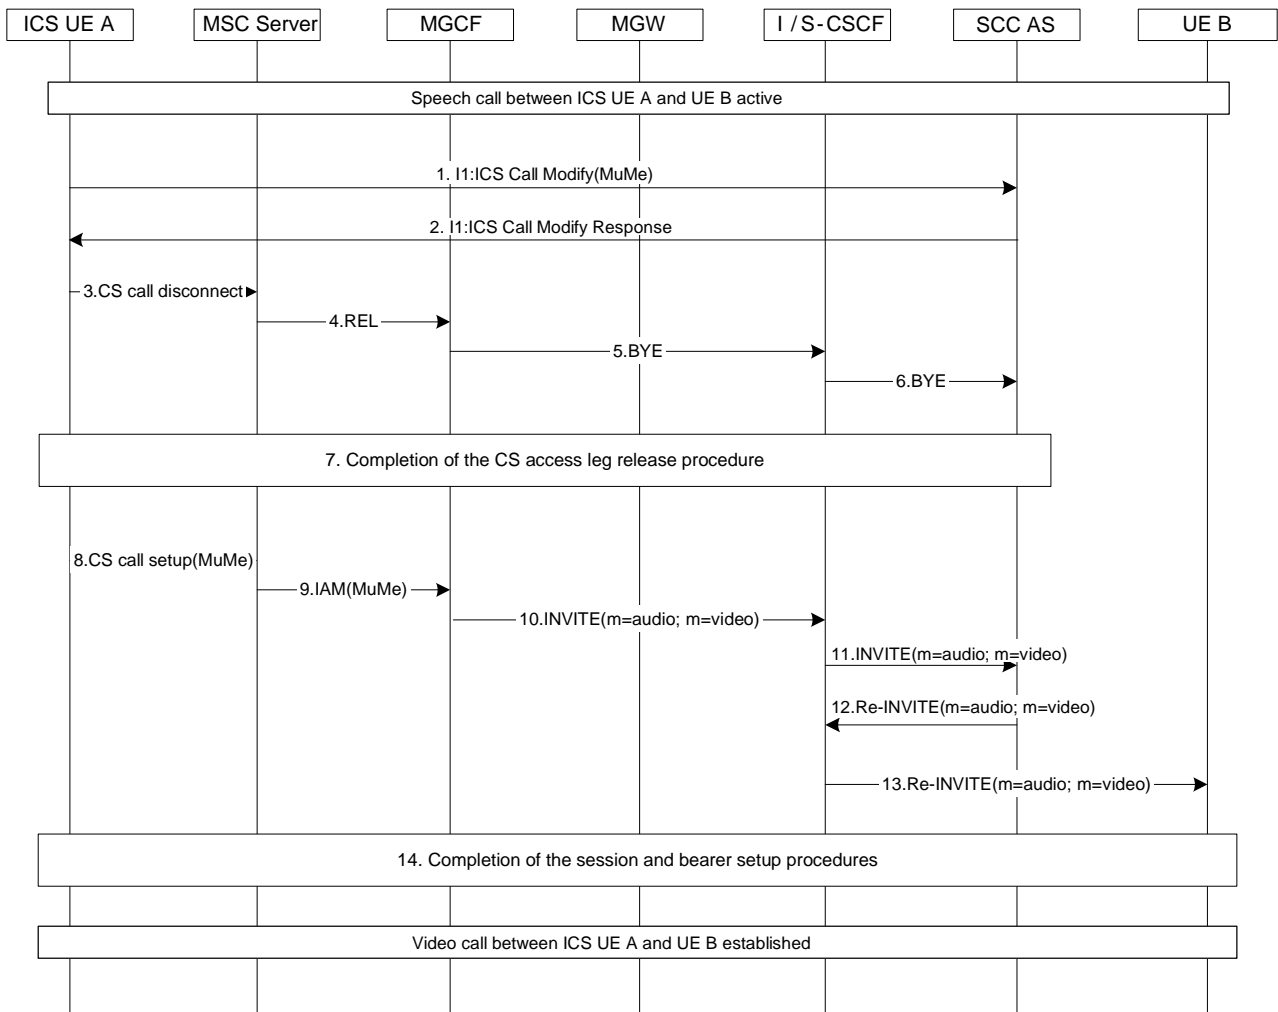 ICS UE A
MSC Server
MGCF
MGW
I / S-CSCF
SCC AS
UE B
Speech call between ICS UE A and UE B active
1. I1:ICS Call Modify(MuMe)
2. I1:ICS Call Modify Response
3.CS call disconnect
4.REL
5.BYE
6.BYE
7. Completion of the CS access leg release procedure
8.CS call setup(MuMe)
9.IAM(MuMe)
10.INVITE(m=audio; m=video)
11.INVITE(m=audio; m=video)
12.Re-INVITE(m=audio; m=video)
13.Re-INVITE(m=audio; m=video)
14. Completion of the session and bearer setup procedures
Video call between ICS UE A and UE B established